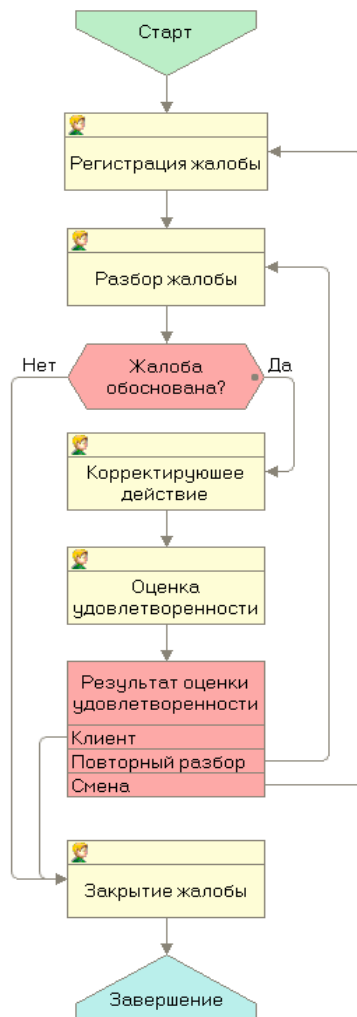 Старт
Регистрация жалобы
Разбор жалобы
Нет
Жалоба
обоснована?
Да
Корректируюшее
действие
Оценка
удовлетворенности
Результат оценки
удовлетворенности
Клиент
Повторный разбор
Смена
Закрытие жалобы
Завершение